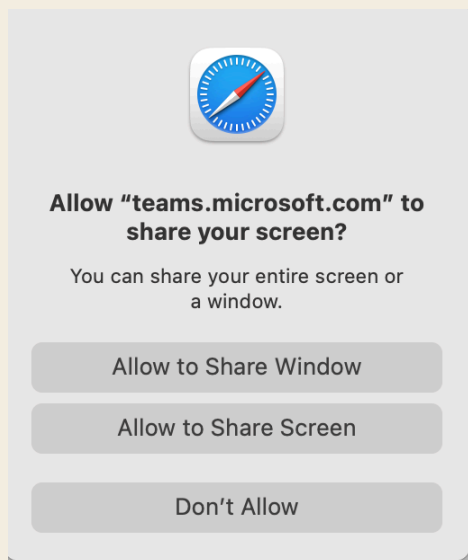 Allow “teams.microsoft.com” to
share your screen?
You can share your entire screen or
a window.
Allow to Share Window
Allow to Share Screen
Don’t Allow